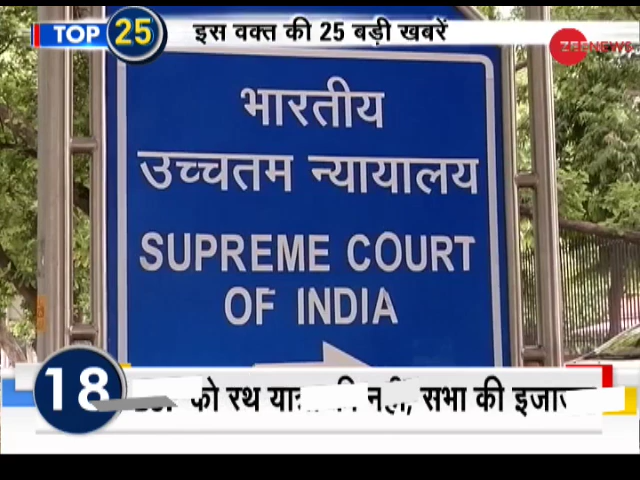 TOP 25 इस वक्त की 25 बड़ी खबरें
ZEENEWS
भारतीय
उच्चतम न्यायालय
SUPREME COURT
OF INDIA
18 को रथ सभा की